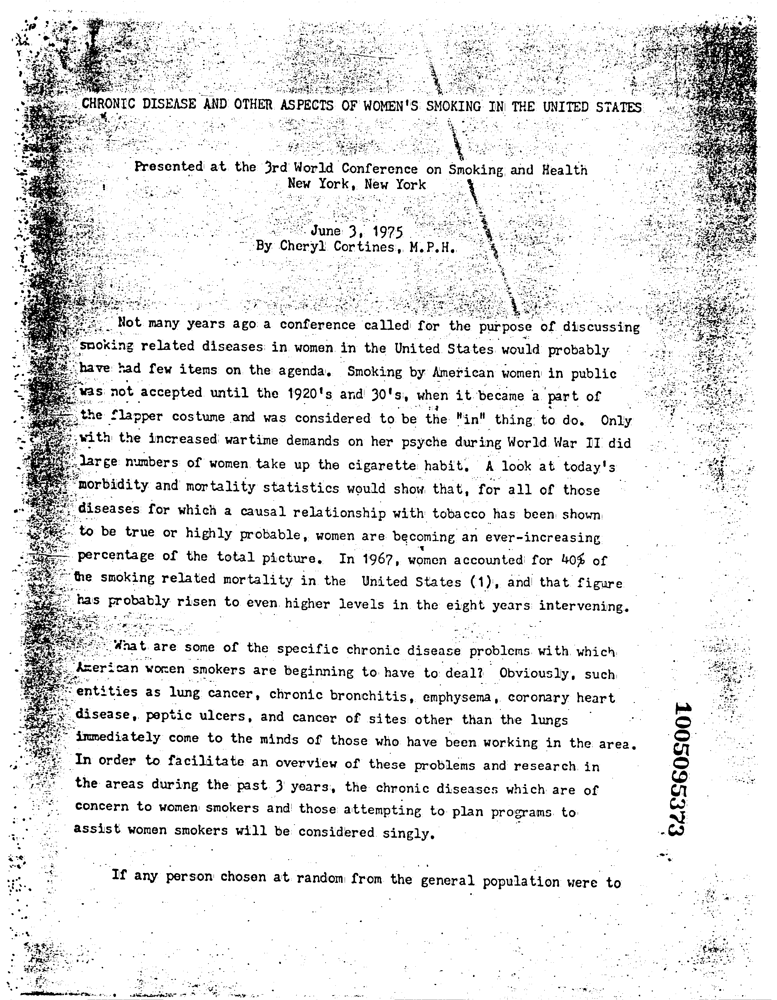 CHRONIC DISEASE AND OTHER ASPECTS OF WOMEN'S SMOKING IN THE UNITED STATES
Presented at the 3rd World Conference on Smoking and Health
New York, New York
June 3, 1975
By Cheryl Cortines, M.P.H.
Not many years ago a conference called for the purpose of discussing
smoking related diseases in women in the United States would probably
have had few items on the agenda. Smoking by American women in public
was not accepted until the 1920's and 30's, when it became a part of
the flapper costume and was considered to be the "in" thing to do. Only
with the increased wartime demands on her psyche during World War II did
large numbers of women take up the cigarette habit. A look at today's
morbidity and mortality statistics would show that, for all of those
diseases for which a causal relationship with tobacco has been shown
to be true or highly probable, women are becoming an ever-increasing
percentage of the total picture. In 1967, women accounted for 40% of
the smoking related mortality in the United States (1), and that figure
has probably risen to even higher levels in the eight years intervening.
What are some of the specific chronic disease problems with which
American women smokers are beginning to have to deal? Obviously, such
entities as lung cancer, chronic bronchitis, emphysema, coronary heart
disease, peptic ulcers, and cancer of sites other than the lungs
immediately come to the minds of those who have been working in the area.
In order to facilitate an overview of these problems and research in
the areas during the past 3 years, the chronic diseases which are of
concern to women smokers and those attempting to plan programs to
assist women smokers will be considered singly.
If any person chosen at random from the general population were to
1005095373